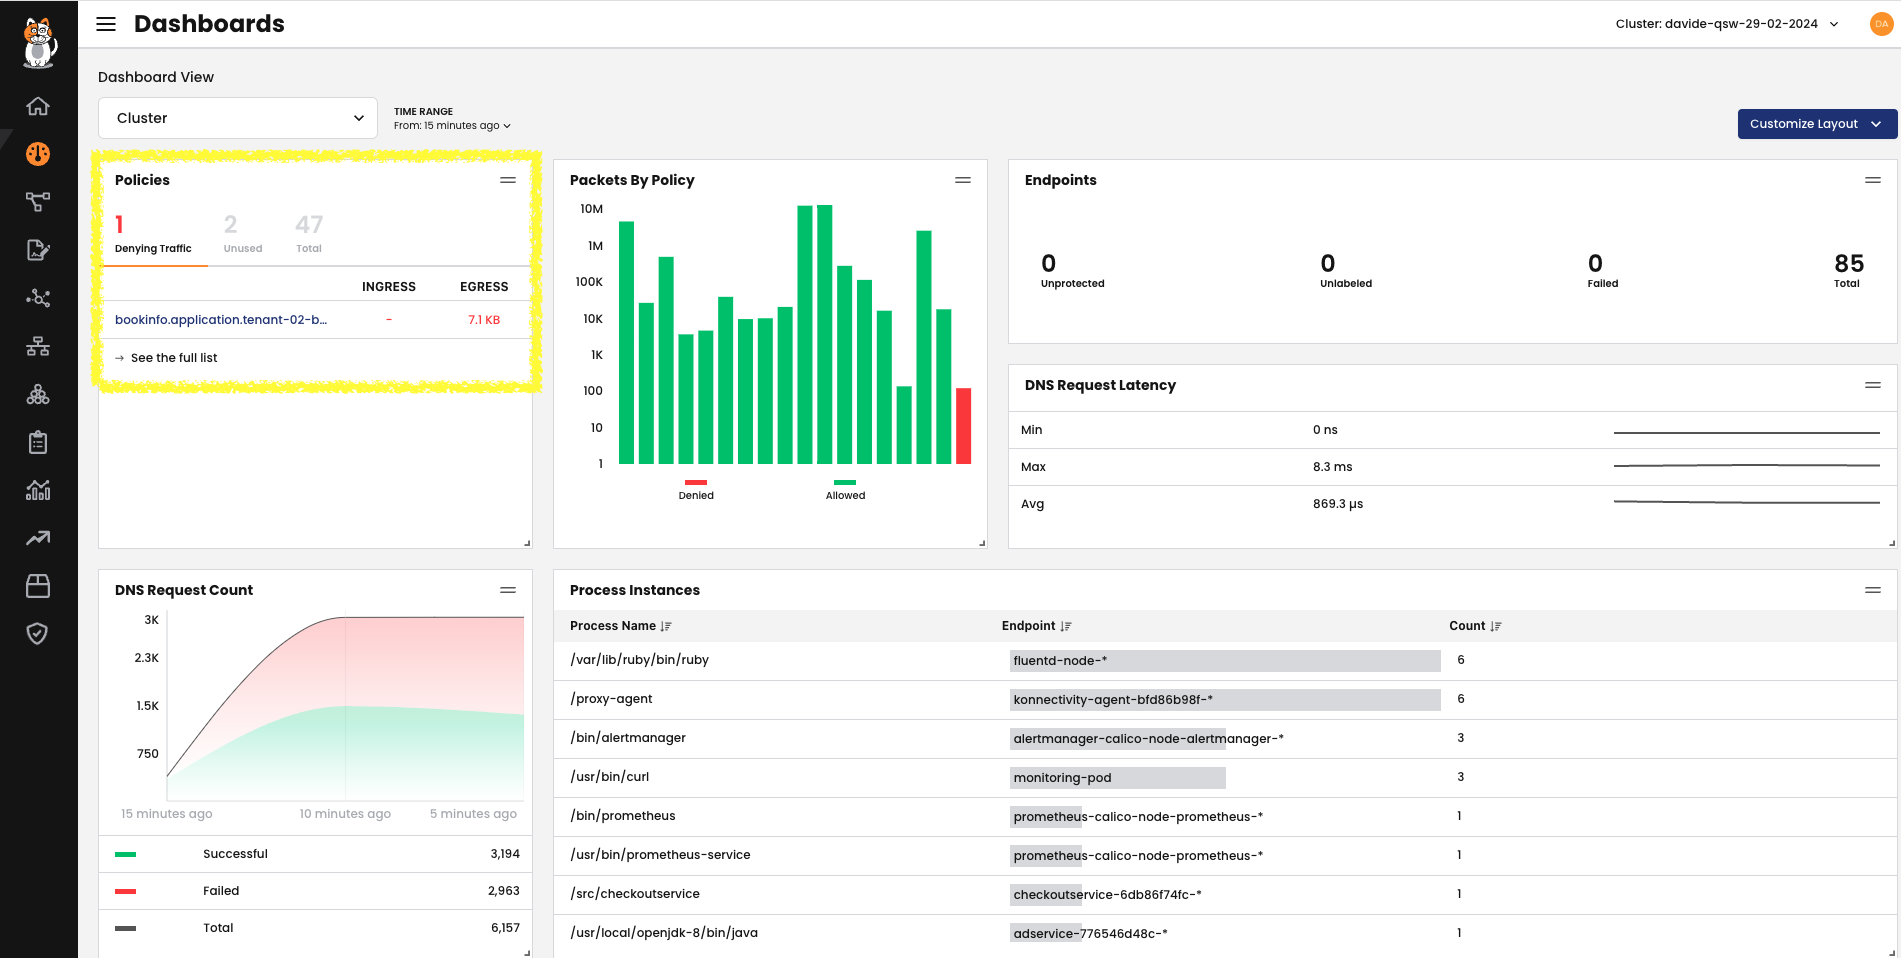 Dashboards
Cluster: davide-qsw-29-02-2024
DA
Dashboard View
Cluster
TIME RANGE
From: 15 minutes ago
Customize Layout
Policies
1 2 47
Denying Traffic Unused Total
INGRESS EGRESS
bookinfo.application.tenant-02-b... - 7.1 KB
→ See the full list
Packets By Policy
10M
1M
100K
10K
1K
100
10
1
Denied Allowed
Endpoints
0 0 0 85
Unprotected Unlabeled Failed Total
DNS Request Latency
Min 0 ns
Max 8.3 ms
Avg 869.3 µs
DNS Request Count
3K
2.3K
1.5K
750
15 minutes ago 10 minutes ago 5 minutes ago
Successful 3,194
Failed 2,963
Total 6,157
Process Instances
Process Name Endpoint Count
/var/lib/ruby/bin/ruby fluentd-node-* 6
/proxy-agent konnectivity-agent-bfd86b98f-* 6
/bin/alertmanager alertmanager-calico-node-alertmanager-* 3
/usr/bin/curl monitoring-pod 3
/bin/prometheus prometheus-calico-node-prometheus-* 1
/usr/bin/prometheus-service prometheus-calico-node-prometheus-* 1
/src/checkoutservice checkoutservice-6db86f74fc-* 1
/usr/local/openjdk-8/bin/java adservice-776546d48c-* 1